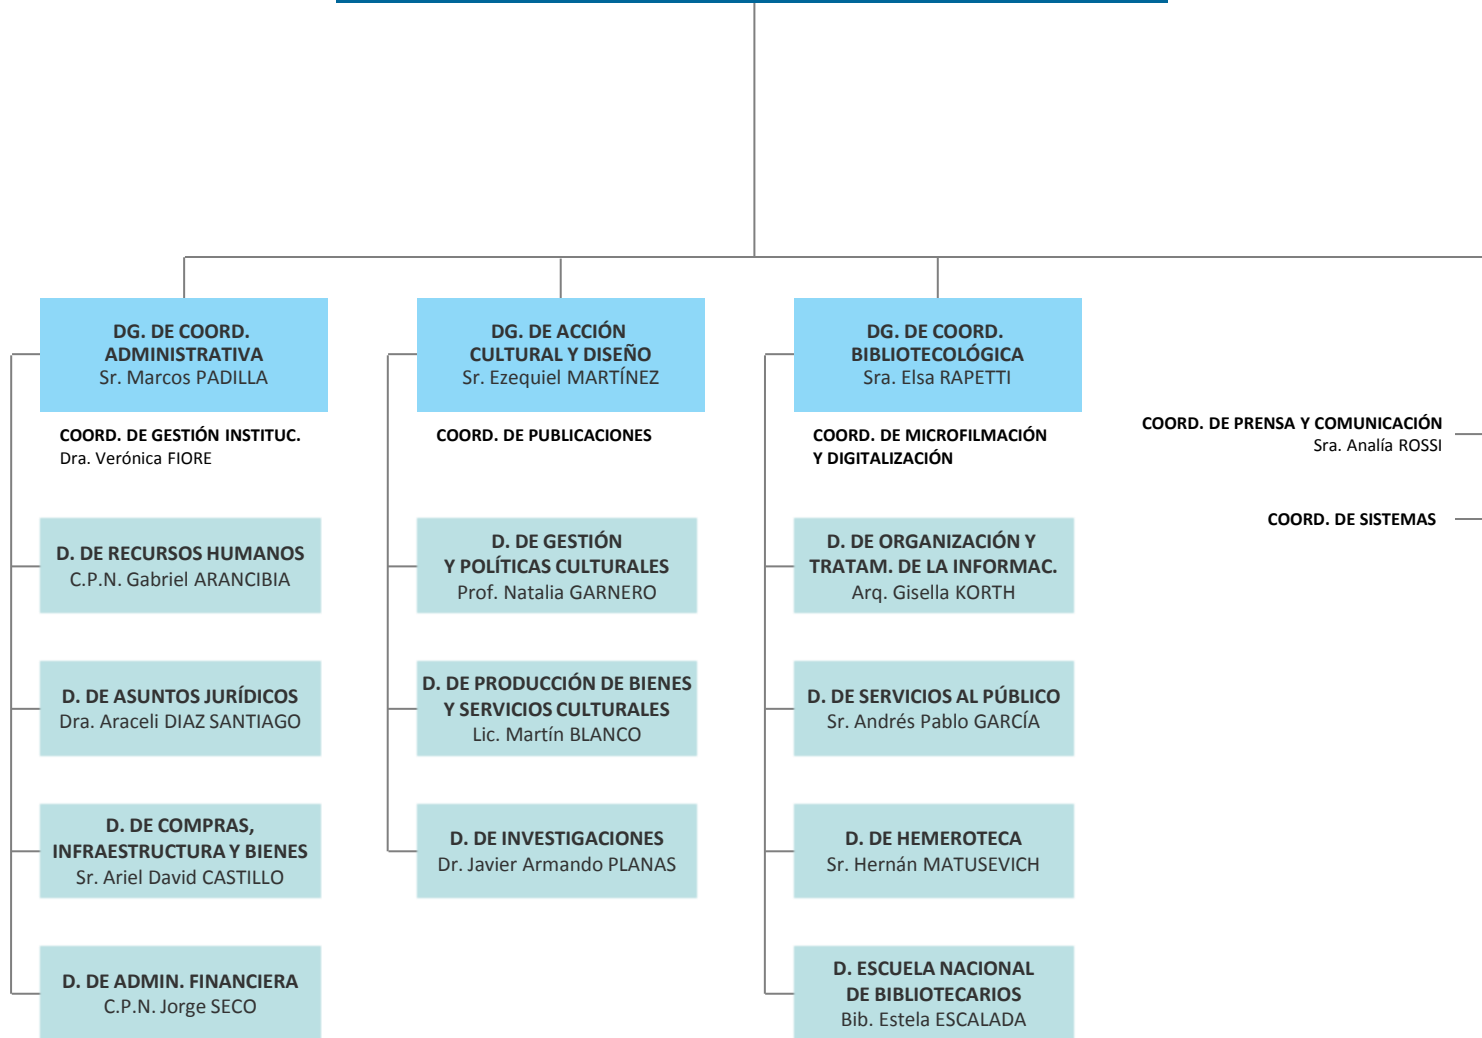 DG. DE COORD.
ADMINISTRATIVA
Sr. Marcos PADILLA
COORD. DE GESTIÓN INSTITUC.
Dra. Verónica FIORE
D. DE RECURSOS HUMANOS
C.P.N. Gabriel ARANCIBIA
D. DE ASUNTOS JURÍDICOS
Dra. Araceli DIAZ SANTIAGO
D. DE COMPRAS,
INFRAESTRUCTURA Y BIENES
Sr. Ariel David CASTILLO
D. DE ADMIN. FINANCIERA
C.P.N. Jorge SECO
DG. DE ACCIÓN
CULTURAL Y DISEÑO
Sr. Ezequiel MARTÍNEZ
COORD. DE PUBLICACIONES
D. DE GESTIÓN
Y POLÍTICAS CULTURALES
Prof. Natalia GARNERO
D. DE PRODUCCIÓN DE BIENES
Y SERVICIOS CULTURALES
Lic. Martín BLANCO
D. DE INVESTIGACIONES
Dr. Javier Armando PLANAS
DG. DE COORD.
BIBLIOTECOLÓGICA
Sra. Elsa RAPETTI
COORD. DE MICROFILMACIÓN
Y DIGITALIZACIÓN
D. DE ORGANIZACIÓN Y
TRATAM. DE LA INFORMAC.
Arq. Gisella KORTH
D. DE SERVICIOS AL PÚBLICO
Sr. Andrés Pablo GARCÍA
D. DE HEMEROTECA
Sr. Hernán MATUSEVICH
D. ESCUELA NACIONAL
DE BIBLIOTECARIOS
Bib. Estela ESCALADA
COORD. DE PRENSA Y COMUNICACIÓN
Sra. Analía ROSSI
COORD. DE SISTEMAS